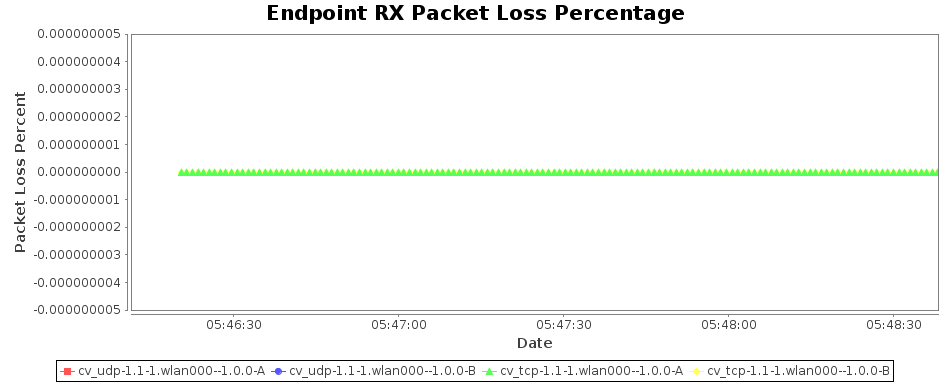 Endpoint RX Packet Loss Percentage
Packet Loss Percent
0.000000005
0.000000004
0.000000003
0.000000002
0.000000001
0.000000000
-0.000000001
-0.000000002
-0.000000003
-0.000000004
-0.000000005
05:46:30 05:47:00 05:47:30 05:48:00 05:48:30
Date
cv_udp-1.1-1.wlan000--1.0.0-A cv_udp-1.1-1.wlan000--1.0.0-B cv_tcp-1.1-1.wlan000--1.0.0-A cv_tcp-1.1-1.wlan000--1.0.0-B